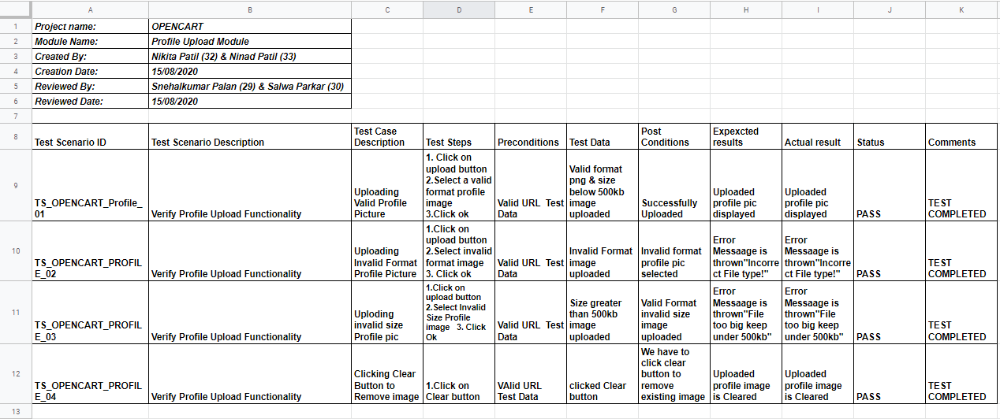 A B C D E F G H I J K
1 Project name: OPENCART
2 Module Name: Profile Upload Module
3 Created By: Nikita Patil (32) & Ninad Patil (33)
4 Creation Date: 15/08/2020
5 Reviewed By: Snehalkumar Palan (29) & Salwa Parkar (30)
6 Reviewed Date: 15/08/2020
7
8
Test Scenario ID
Test Scenario Description
Test Case
Description
Test Steps
Preconditions
Test Data
Post
Conditions
Expexcted
results
Actual result
Status
Comments
9
TS_OPENCART_Profile_
01
Verify Profile Upload Functionality
Uploading
Valid Profile
Picture
1. Click on
upload button
2.Select a valid
format profile
image
3.Click ok
Valid URL Test
Data
Valid format
png & size
below 500kb
image
uploaded
Successfully
Uploaded
Uploaded
profile pic
displayed
Uploaded
profile pic
displayed
PASS
TEST
COMPLETED
10
TS_OPENCART_PROFIL
E_02
Verify Profile Upload Functionality
Uploading
Invalid Format
Profile Picture
1.Click on
upload button
2.Select invalid
format image
3. Click ok
Valid URL Test
Data
Invalid Format
image
uploaded
Invalid format
profile pic
selected
Error
Messaage is
thrown"Incorre
ct File type!"
Error
Messaage is
thrown"Incorre
ct File type!"
PASS
TEST
COMPLETED
11
TS_OPENCART_PROFIL
E_03
Verify Profile Upload Functionality
Uploding
invalid size
Profile pic
1.Click on
upload button
2.Select Invalid
Size Profile
image 3. Click
Ok
Valid URL Test
Data
Size greater
than 500kb
image
uploaded
Valid Format
invalid size
image
uploaded
Error
Messaage is
thrown"File
too big keep
under 500kb"
Error
Messaage is
thrown"File
too big keep
under 500kb"
PASS
TEST
COMPLETED
12
TS_OPENCART_PROFIL
E_04
Verify Profile Upload Functionality
Clicking Clear
Button to
Remove image
1.Click on
Clear button
VAlid URL
Test Data
clicked Clear
button
We have to
click clear
button to
remove
existing image
Uploaded
profile image
is Cleared
Uploaded
profile image
is Cleared
PASS
TEST
COMPLETED
13